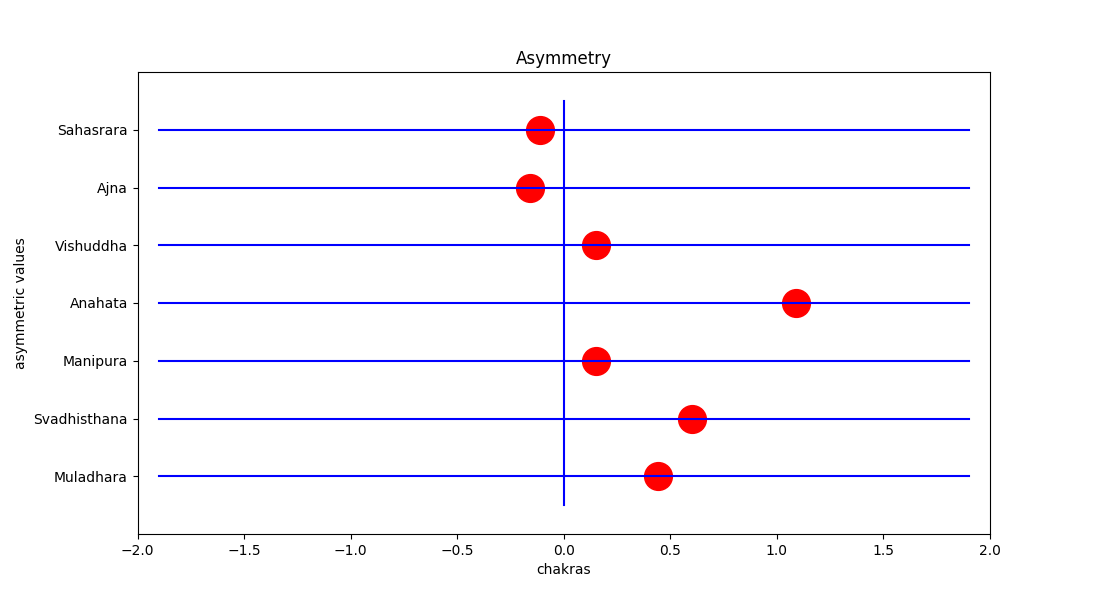 Asymmetry
Sahasrara
Ajna
Vishuddha
Anahata
Manipura
Svadhisthana
Muladhara
asymmetric values
−2.0 −1.5 −1.0 −0.5 0.0 0.5 1.0 1.5 2.0
chakras